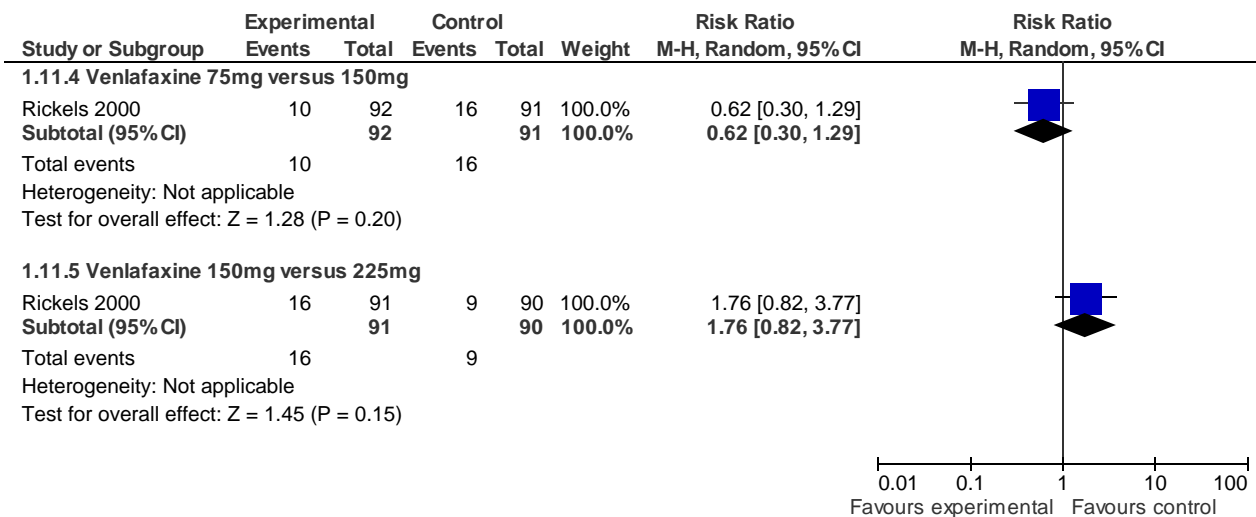 Experimental Control Risk Ratio Risk Ratio
Study or Subgroup Events Total Events Total Weight M-H, Random, 95% CI M-H, Random, 95% CI
1.11.4 Venlafaxine 75mg versus 150mg
Rickels 2000 10 92 16 91 100.0% 0.62 [0.30, 1.29]
Subtotal (95% CI) 92 91 100.0% 0.62 [0.30, 1.29]
Total events 10 16
Heterogeneity: Not applicable
Test for overall effect: Z = 1.28 (P = 0.20)
1.11.5 Venlafaxine 150mg versus 225mg
Rickels 2000 16 91 9 90 100.0% 1.76 [0.82, 3.77]
Subtotal (95% CI) 91 90 100.0% 1.76 [0.82, 3.77]
Total events 16 9
Heterogeneity: Not applicable
Test for overall effect: Z = 1.45 (P = 0.15)
0.01 0.1 1 10 100
Favours experimental Favours control